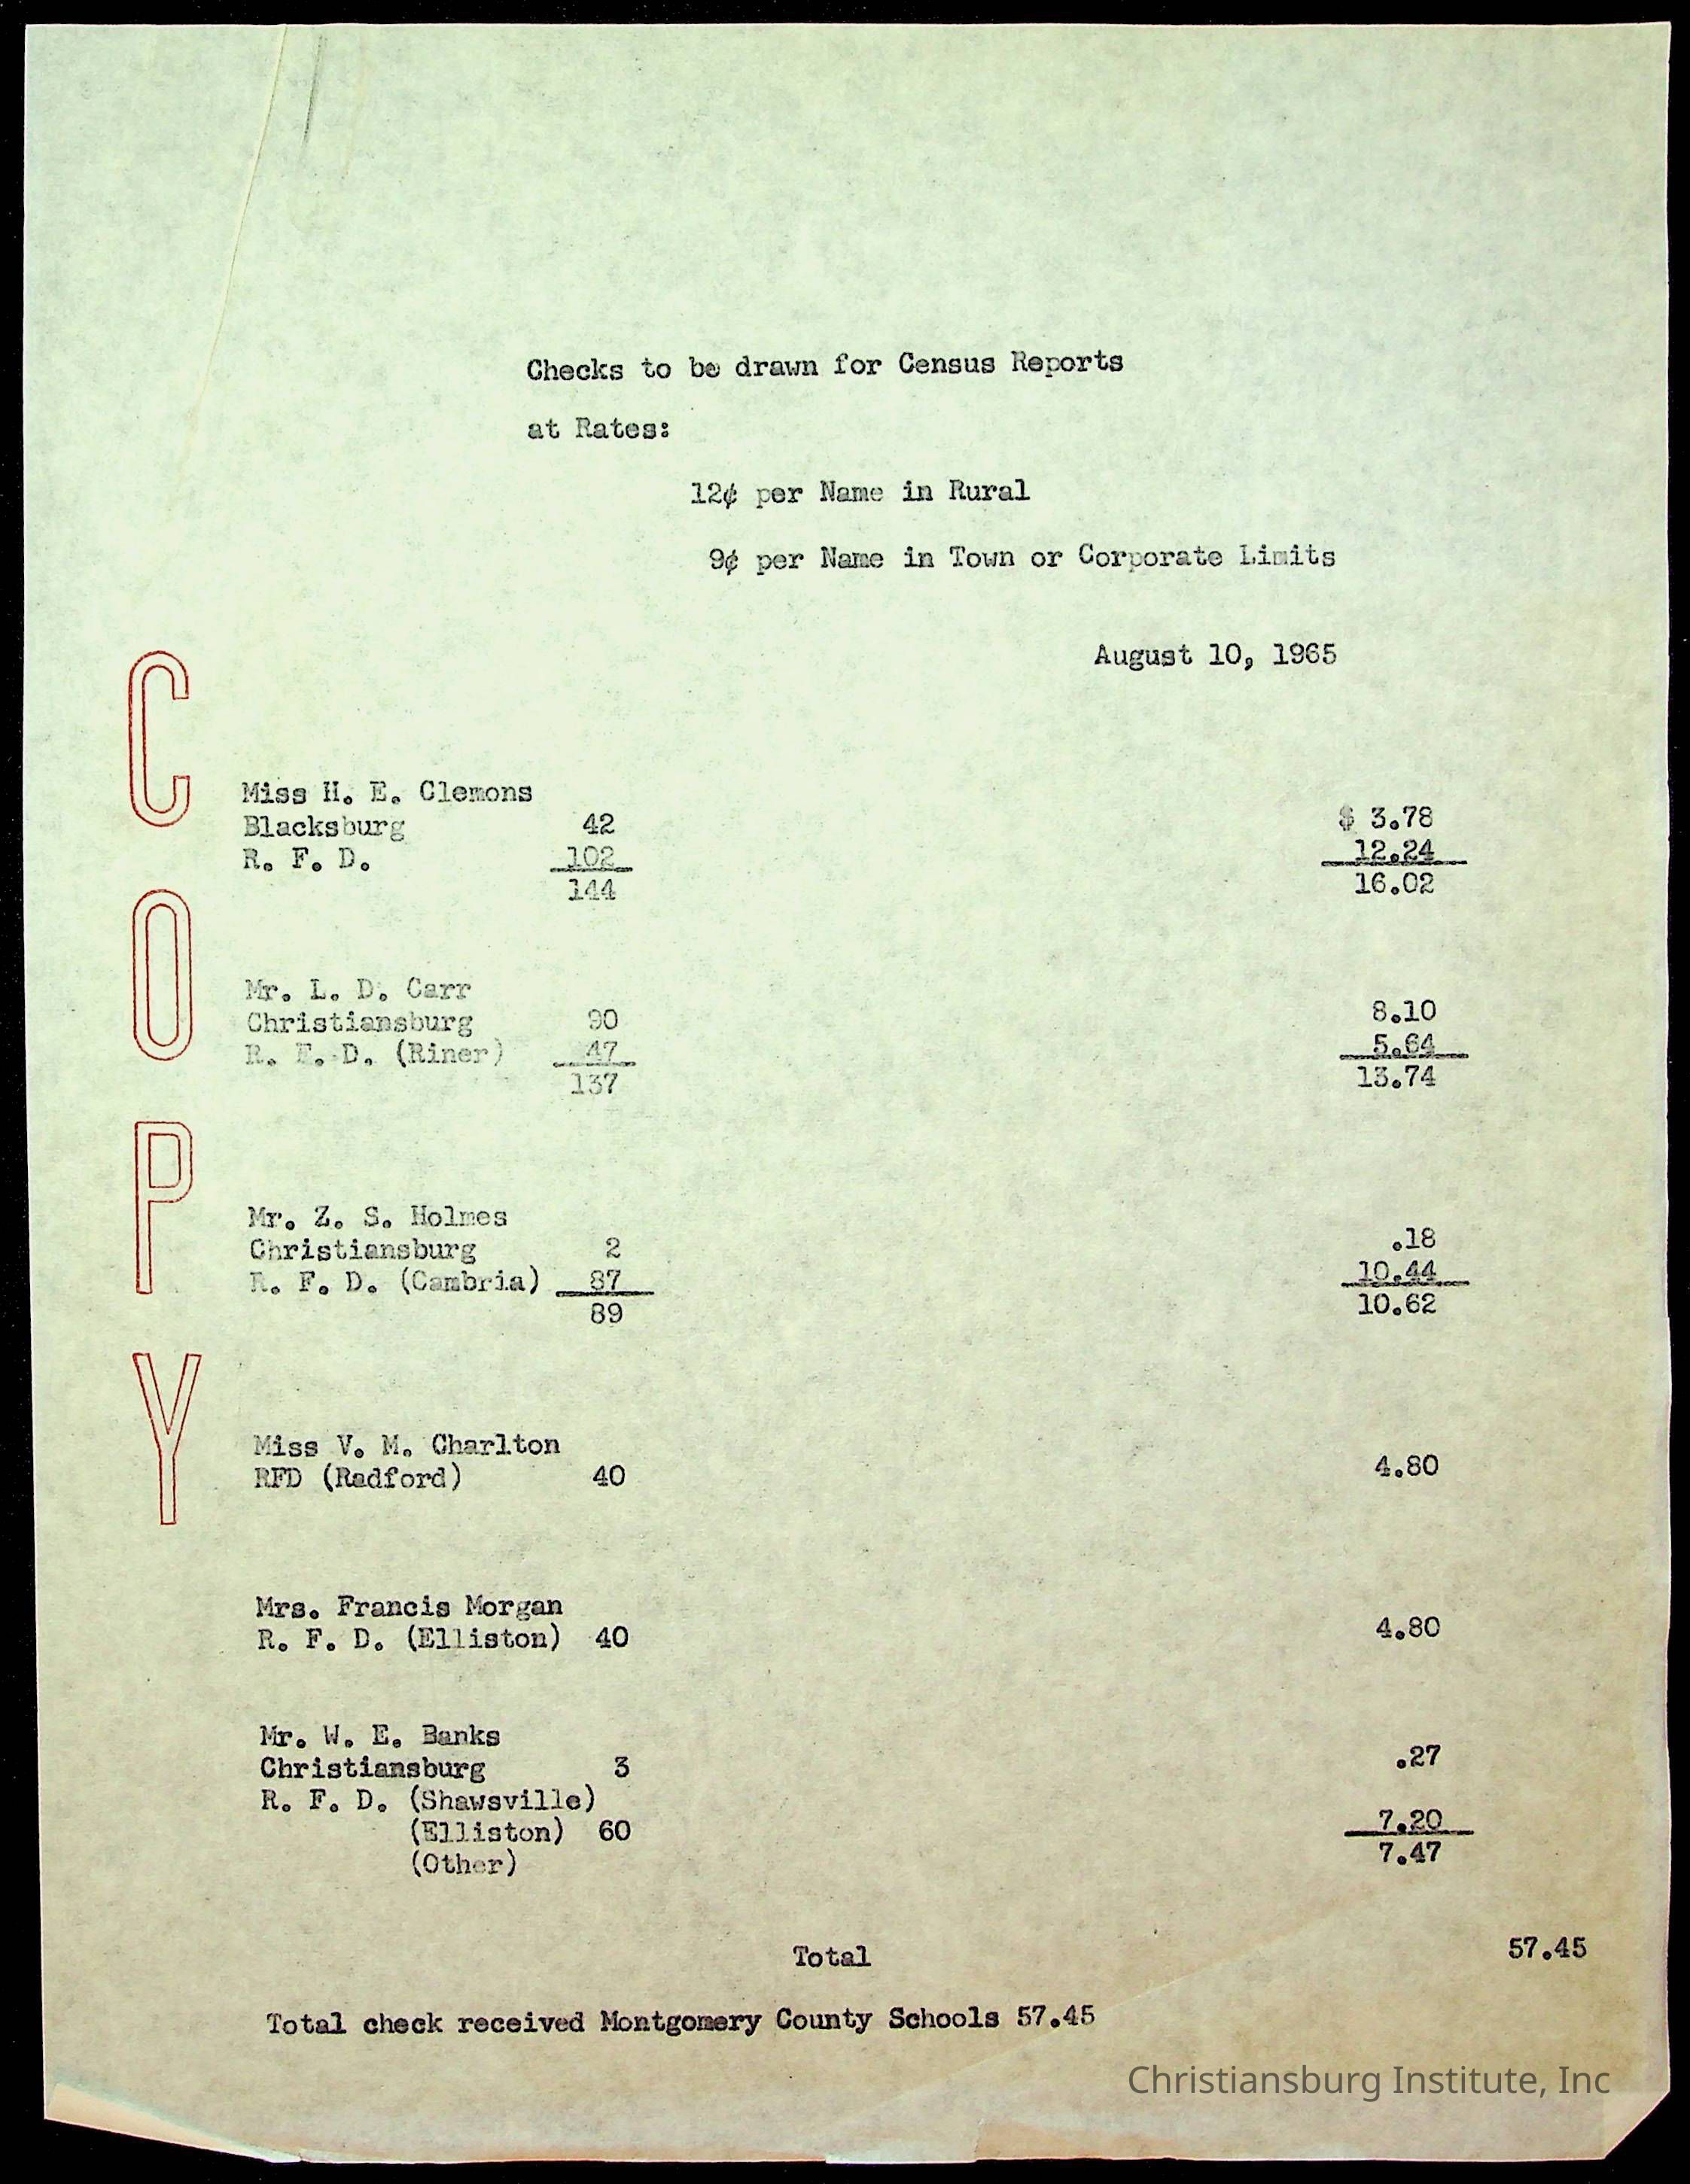 Checks to be drawn for Census Reports
at Rates:
12¢ per Name in Rural
9¢ per Name in Town or Corporate Limits
August 10, 1965
COPY
Miss H. E. Clemons
Blacksburg 42 $ 3.78
R. F. D. 102 12.24
144 16.02
Mr. L. D. Carr
Christiansburg 90 8.10
R. F. D. (Riner) 47 5.64
137 13.74
Mr. Z. S. Holmes
Christiansburg 2 .18
R. F. D. (Cambria) 87 10.44
89 10.62
Miss V. M. Charlton
RFD (Radford) 40 4.80
Mrs. Francis Morgan
R. F. D. (Elliston) 40 4.80
Mr. W. E. Banks
Christiansburg 3 .27
R. F. D. (Shawsville)
(Elliston) 60 7.20
(Other) 7.47
Total 57.45
Total check received Montgomery County Schools 57.45
Christiansburg Institute, Inc